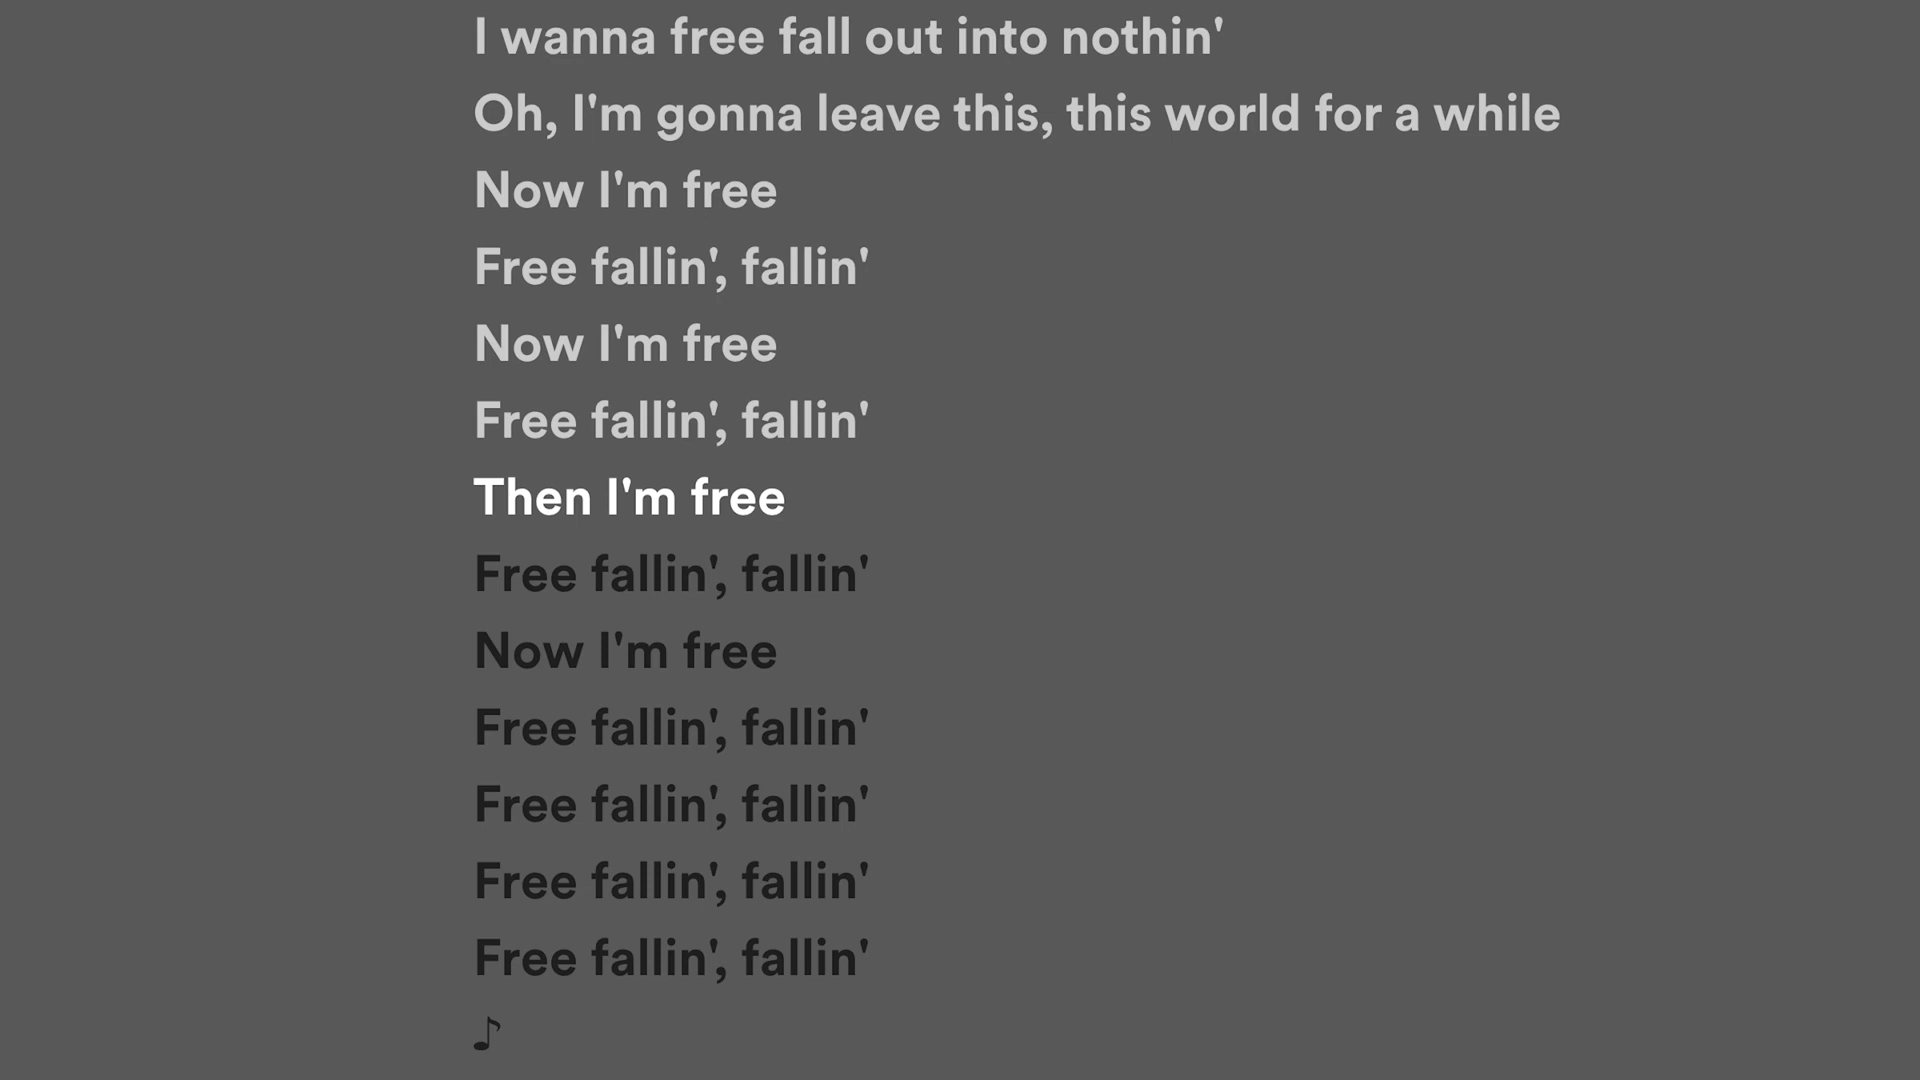 I wanna free fall out into nothin'
Oh, I'm gonna leave this, this world for a while
Now I'm free
Free fallin', fallin'
Now I'm free
Free fallin', fallin'
Then I'm free
Free fallin', fallin'
Now I'm free
Free fallin', fallin'
Free fallin', fallin'
Free fallin', fallin'
Free fallin', fallin'
♪